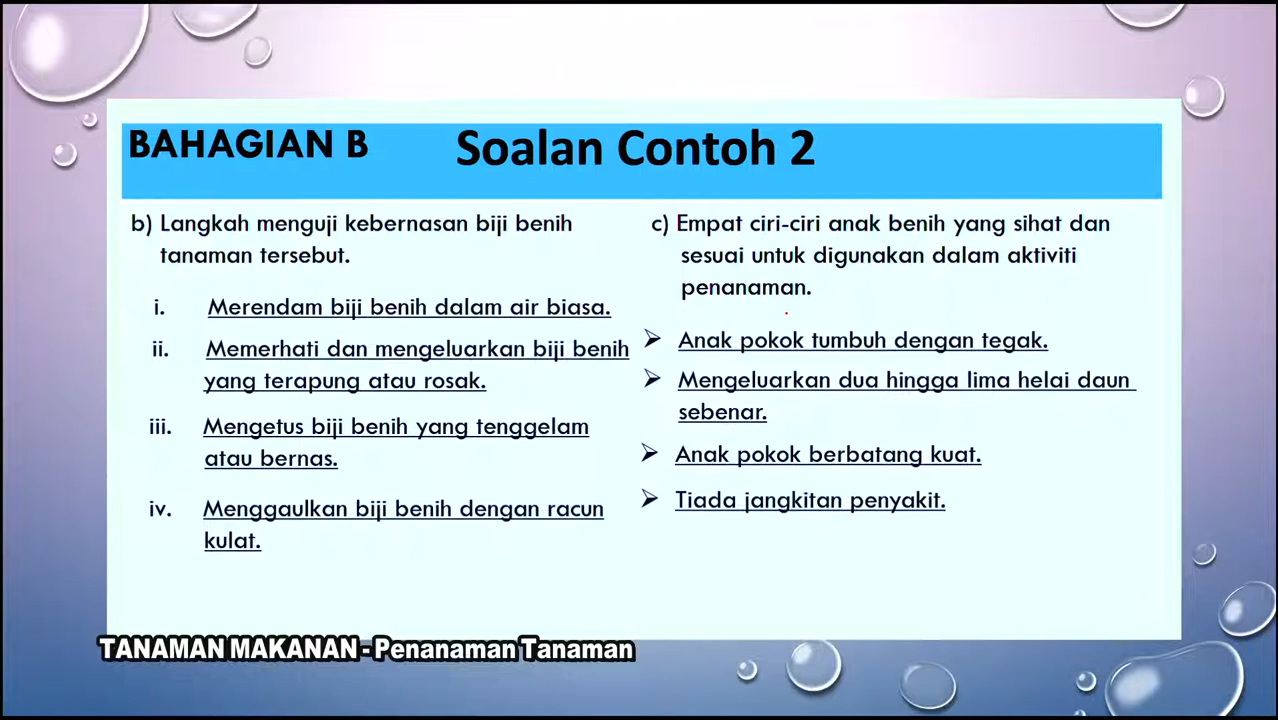 BAHAGIAN B
Soalan Contoh 2
b) Langkah menguji kebernasan biji benih
tanaman tersebut.
i. Merendam biji benih dalam air biasa.
ii. Memerhati dan mengeluarkan biji benih
yang terapung atau rosak.
iii. Mengetus biji benih yang tenggelam
atau bernas.
iv. Menggaulkan biji benih dengan racun
kulat.
c) Empat ciri-ciri anak benih yang sihat dan
sesuai untuk digunakan dalam aktiviti
penanaman.
Anak pokok tumbuh dengan tegak.
Mengeluarkan dua hingga lima helai daun
sebenar.
Anak pokok berbatang kuat.
Tiada jangkitan penyakit.
TANAMAN MAKANAN - Penanaman Tanaman